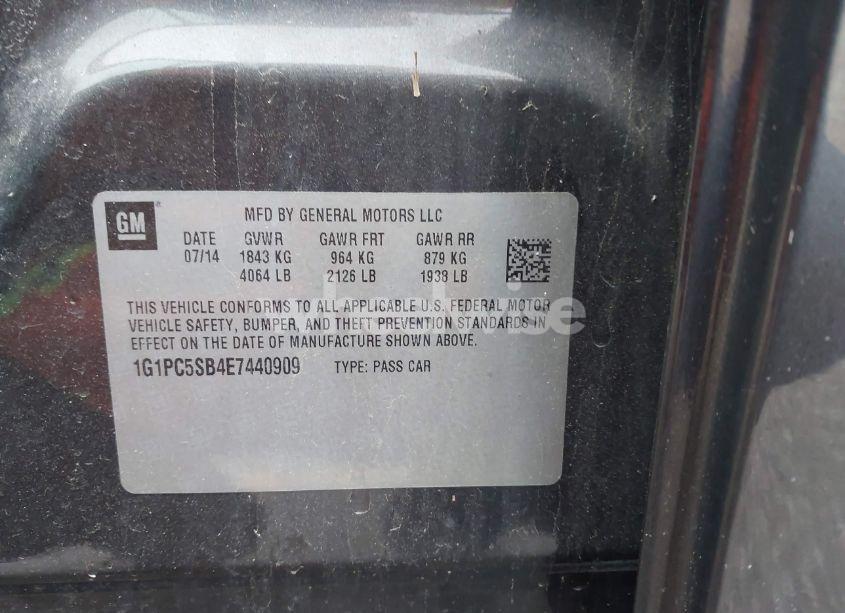 GM
MFD BY GENERAL MOTORS LLC
DATE GVWR GAWR FRT GAWR RR
07/14 1843 KG 964 KG 879 KG
4064 LB 2126 LB 1938 LB
THIS VEHICLE CONFORMS TO ALL APPLICABLE U.S. FEDERAL MOTOR
VEHICLE SAFETY, BUMPER, AND THEFT PREVENTION STANDARDS IN
EFFECT ON THE DATE OF MANUFACTURE SHOWN ABOVE.
1G1PC5SB4E7440909 TYPE: PASS CAR